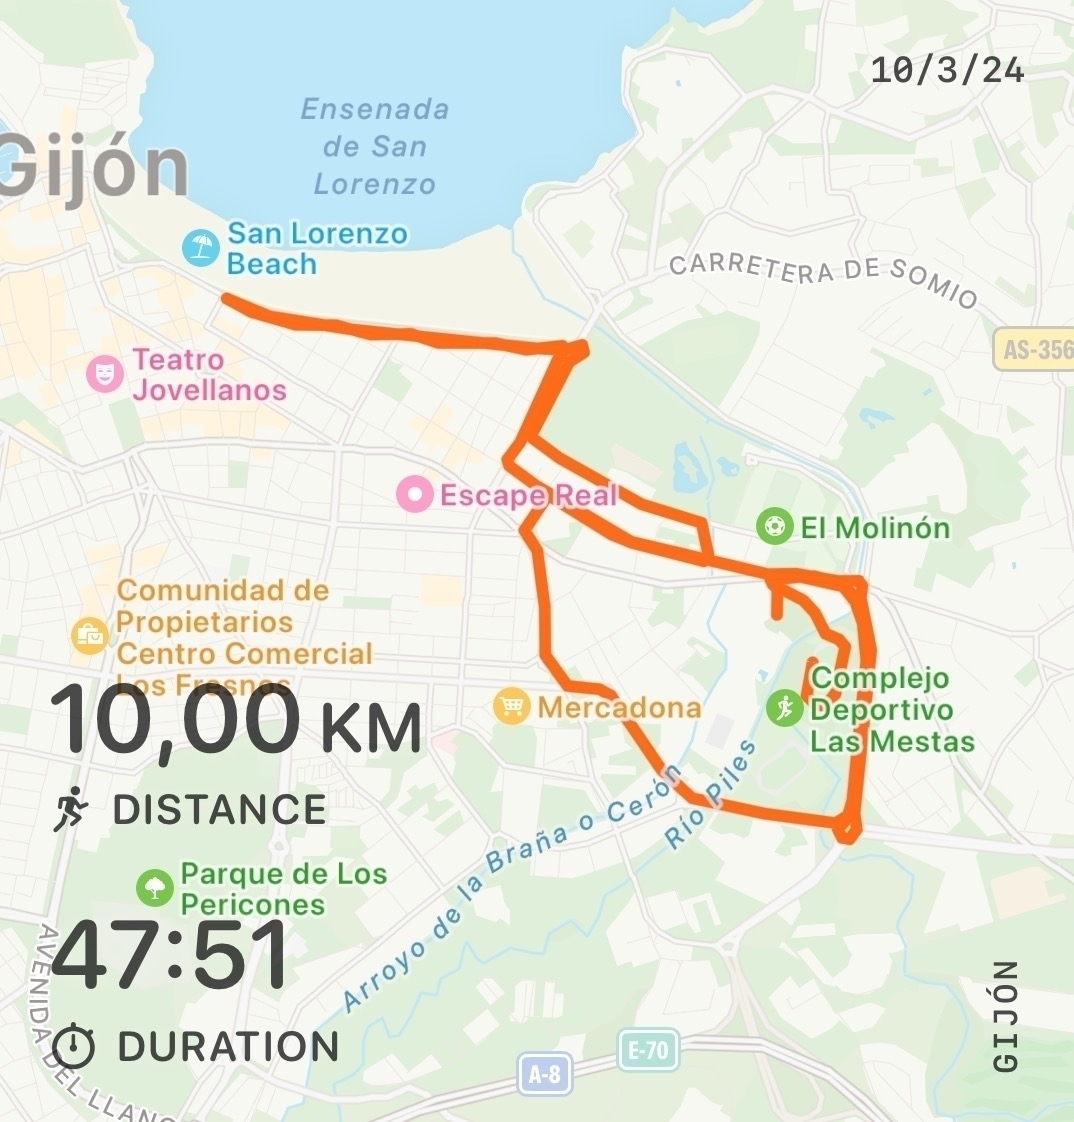 10/3/24
Ensenada
de San
Lorenzo
Gijón
San Lorenzo
Beach
CARRETERA DE SOMIO
AS-356
Teatro
Jovellanos
Escape Real
El Molinón
Comunidad de
Propietarios
Centro Comercial
Los Fresnos
Mercadona
Complejo
Deportivo
Las Mestas
10,00 KM
DISTANCE
Río Piles
Arroyo de la Braña o Cerón
Parque de Los
Pericones
47:51
DURATION
AVENIDA DEL LLANO
E-70
A-8
GIJÓN